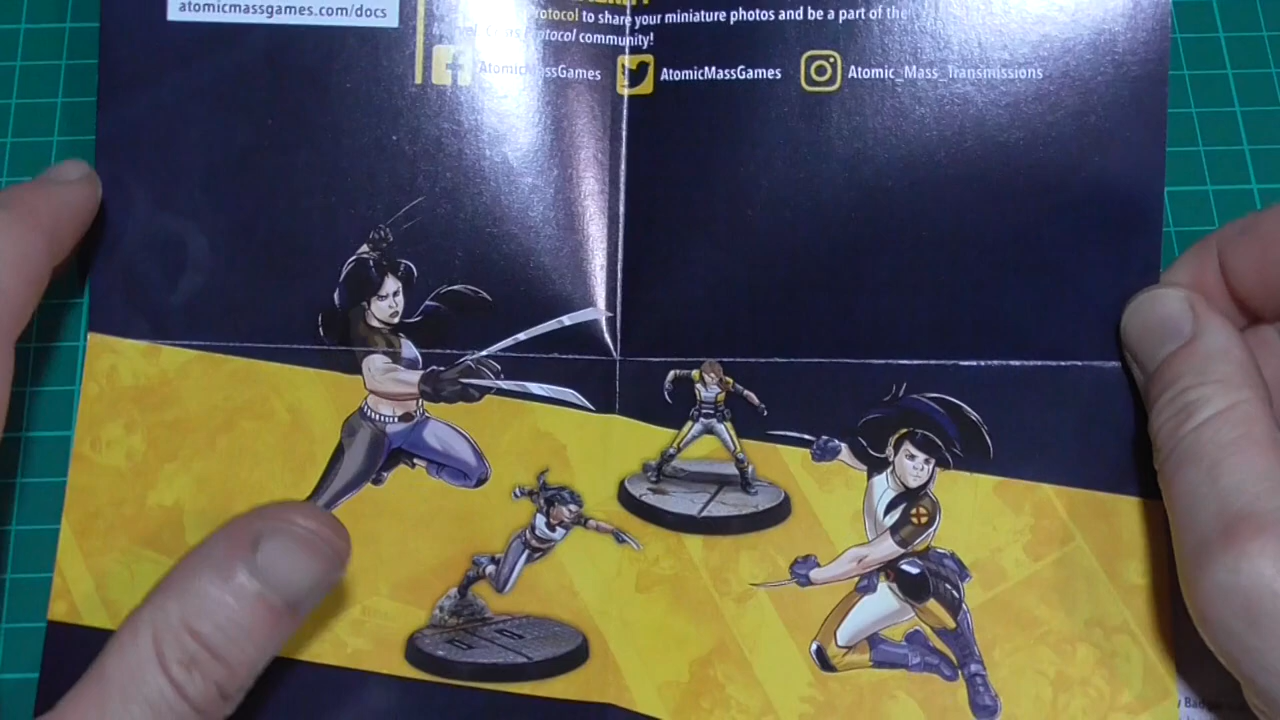 atomicmassgames.com/docs
to share your miniature photos and be a part of the
Protocol community!
AtomicMassGames
AtomicMassGames
Atomic_Mass_Transmissions